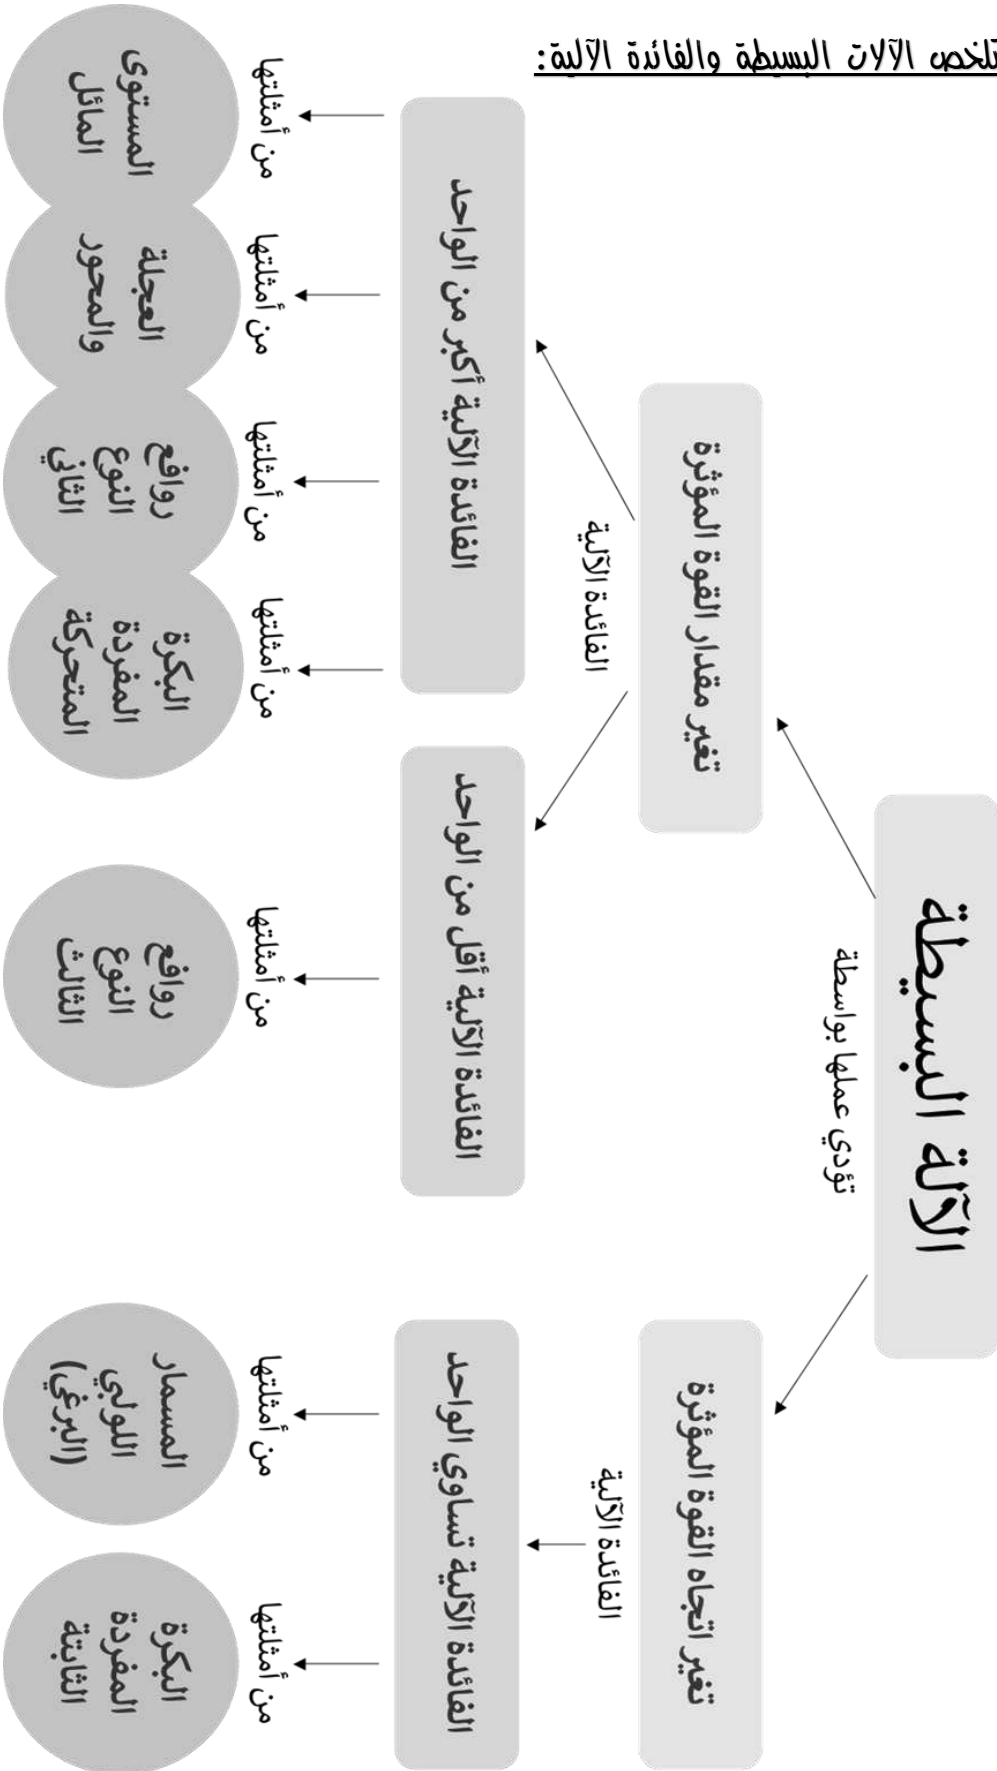 تلخص الآلات البسيطة والفائدة الآلية:
الآلة البسيطة
تؤدي عملها بواسطة
تغير مقدار القوة المؤثرة
تغير اتجاه القوة المؤثرة
الفائدة الآلية
الفائدة الآلية
الفائدة الآلية أكبر من الواحد
الفائدة الآلية أقل من الواحد
الفائدة الآلية تساوي الواحد
من أمثلتها
من أمثلتها
من أمثلتها
من أمثلتها
من أمثلتها
من أمثلتها
من أمثلتها
المستوى
المائل
العجلة
والمحور
روافع
النوع
الثاني
البكرة
المفردة
المتحركة
روافع
النوع
الثالث
المسمار
اللولبي
(البرغي)
البكرة
المفردة
الثابتة